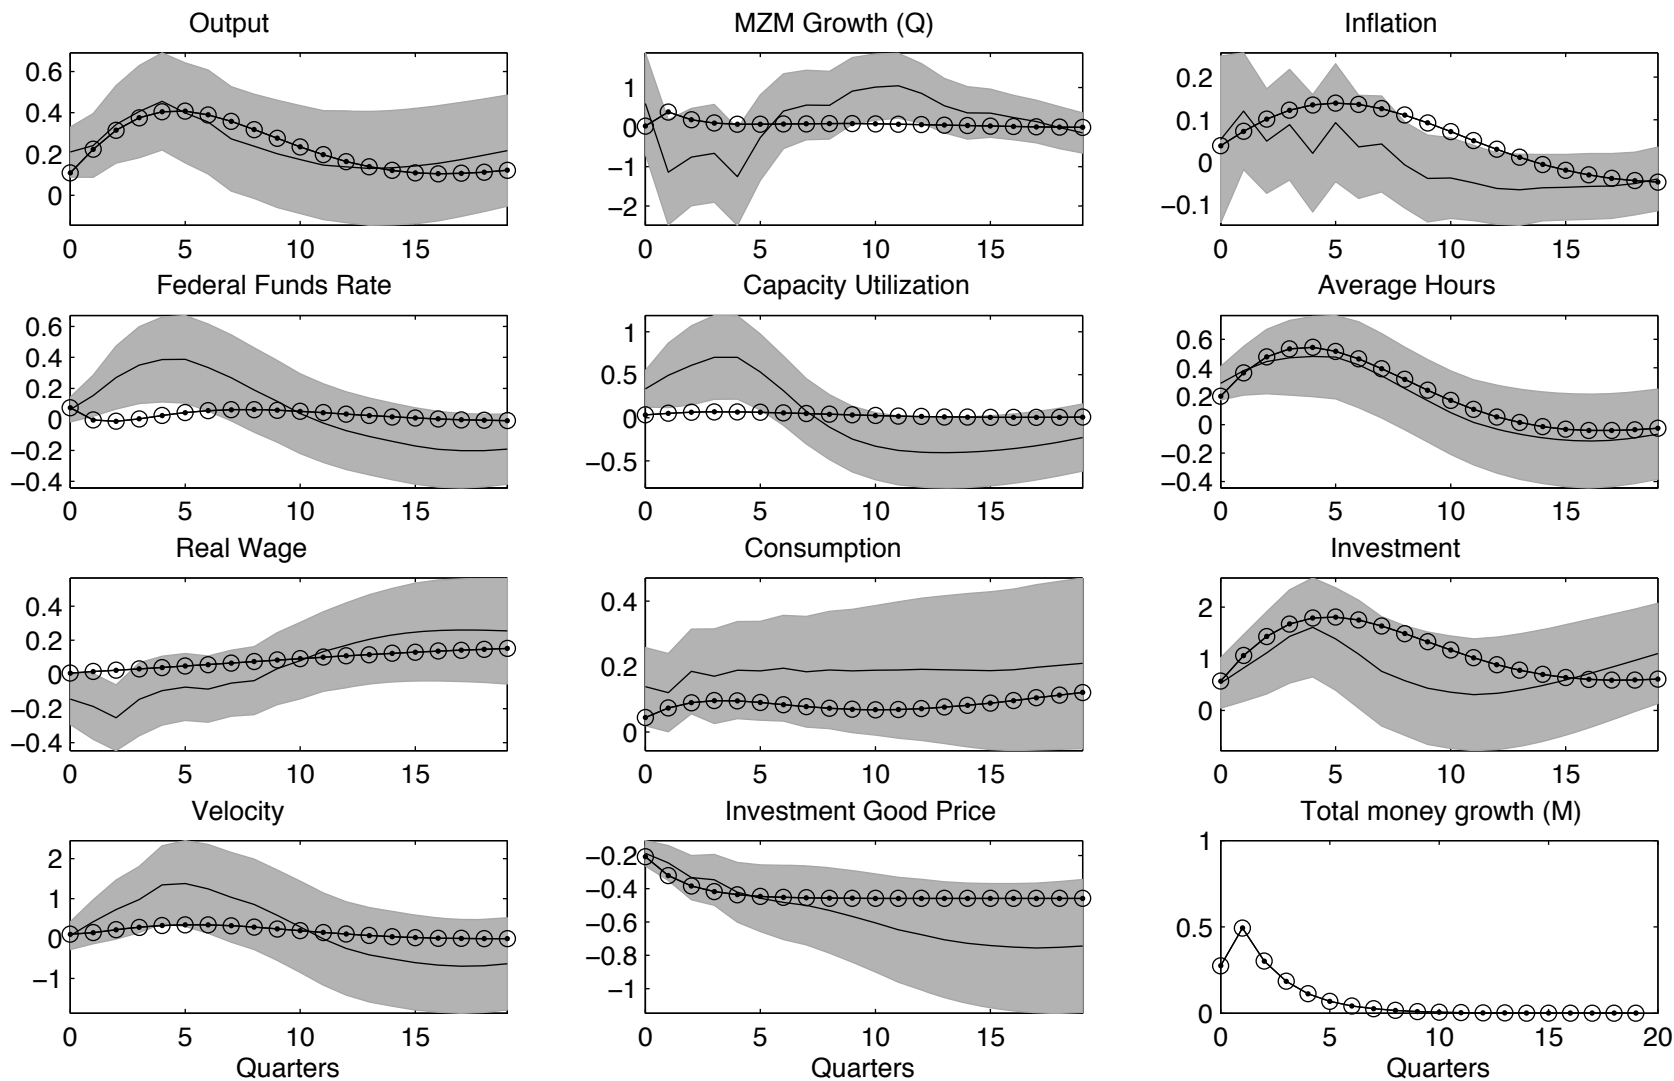 Output
MZM Growth (Q)
Inflation
0.6
0.4
0.2
0
0 5 10 15
1
0
−1
−2
0 5 10 15
0.2
0.1
0
−0.1
0 5 10 15
Federal Funds Rate
Capacity Utilization
Average Hours
0.6
0.4
0.2
0
−0.2
−0.4
0 5 10 15
1
0.5
0
−0.5
0 5 10 15
0.6
0.4
0.2
0
−0.2
−0.4
0 5 10 15
Real Wage
Consumption
Investment
0.4
0.2
0
−0.2
−0.4
0 5 10 15
0.4
0.2
0
0 5 10 15
2
1
0
0 5 10 15
Velocity
Investment Good Price
Total money growth (M)
2
1
0
−1
0 5 10 15
Quarters
−0.2
−0.4
−0.6
−0.8
−1
0 5 10 15
Quarters
1
0.5
0
0 5 10 15 20
Quarters